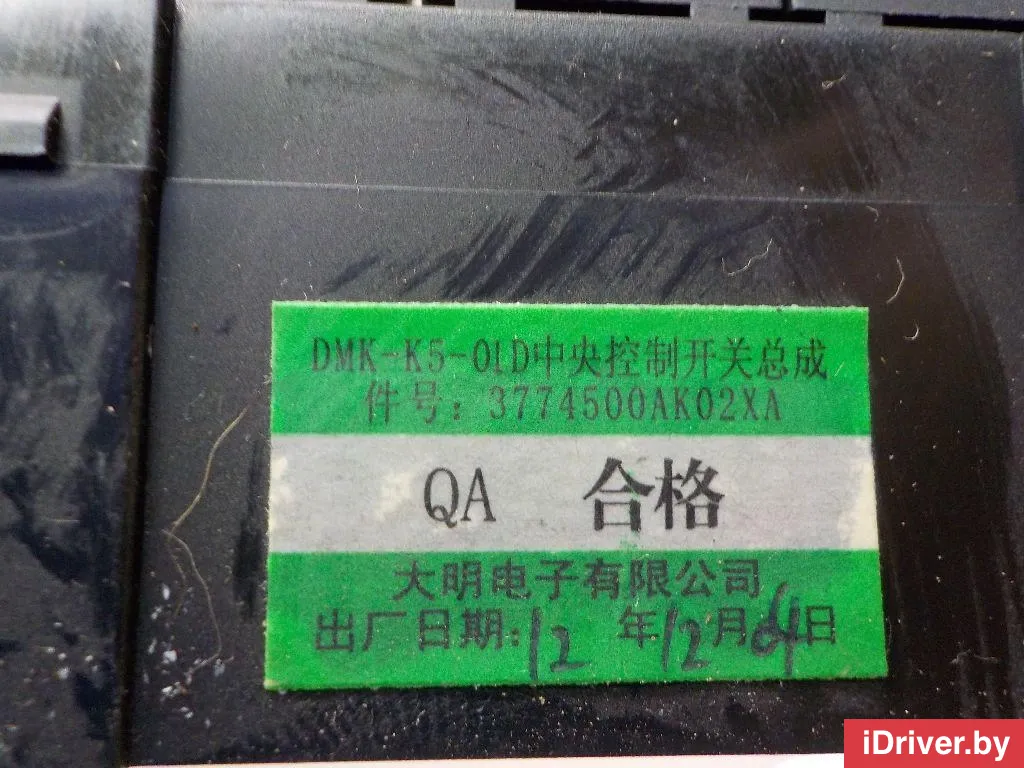 DMK-K5-01D中央控制开关总成
件号：3774500AK02XA
QA 合格
大明电子有限公司
出厂日期：12 年12月04日
iDriver.by